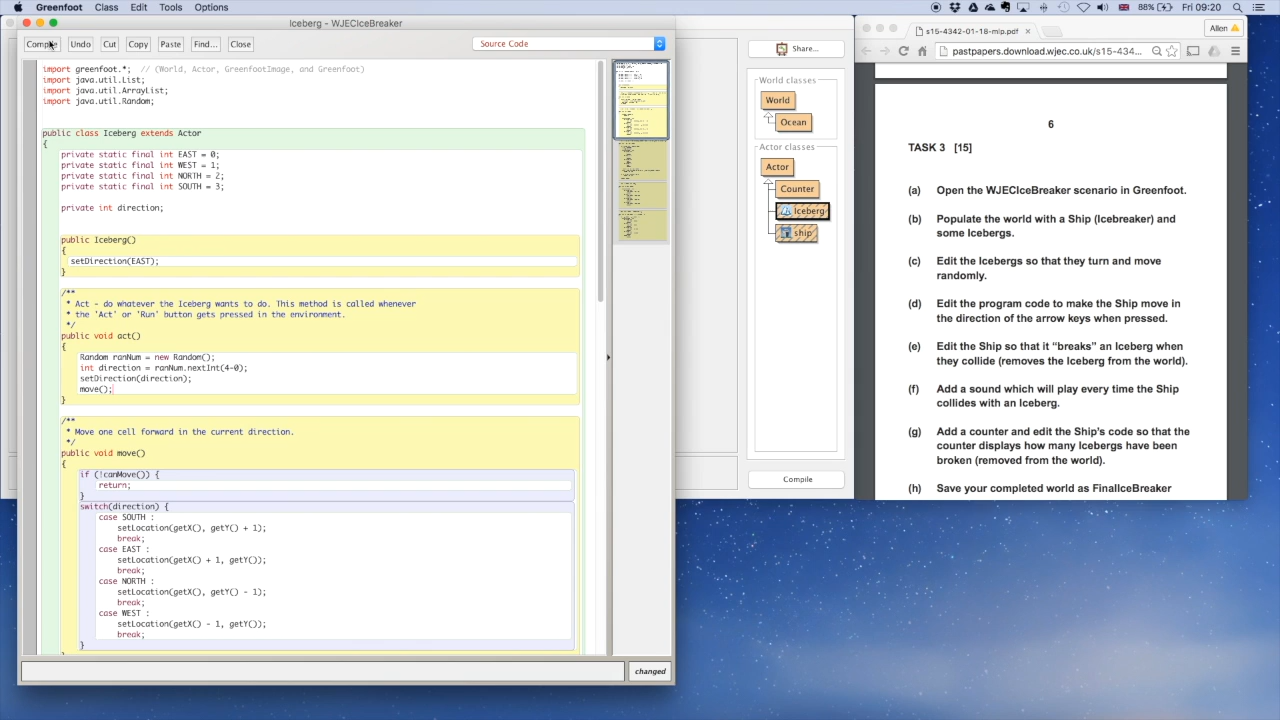 Greenfoot Class Edit Tools Options
88% Fri 09:20
Iceberg - WJECIceBreaker
Compile Undo Cut Copy Paste Find... Close
Source Code
import greenfoot.*;  // (World, Actor, GreenfootImage, and Greenfoot)
import java.util.List;
import java.util.ArrayList;
import java.util.Random;
public class Iceberg extends Actor
{
private static final int EAST = 0;
private static final int WEST = 1;
private static final int NORTH = 2;
private static final int SOUTH = 3;
private int direction;
public Iceberg()
{
setDirection(EAST);
}
/**
* Act - do whatever the Iceberg wants to do. This method is called whenever
* the 'Act' or 'Run' button gets pressed in the environment.
*/
public void act()
{
Random ranNum = new Random();
int direction = ranNum.nextInt(4-0);
setDirection(direction);
move();
}
/**
* Move one cell forward in the current direction.
*/
public void move()
{
if (!canMove()) {
return;
}
switch(direction) {
case SOUTH :
setLocation(getX(), getY() + 1);
break;
case EAST :
setLocation(getX() + 1, getY());
break;
case NORTH :
setLocation(getX(), getY() - 1);
break;
case WEST :
setLocation(getX() - 1, getY());
break;
}
changed
Share...
World classes
World
Ocean
Actor classes
Actor
Counter
Iceberg
ship
Compile
s15-4342-01-18-mlp.pdf
Allen
pastpapers.download.wjec.co.uk/s15-434...
6
TASK 3 [15]
(a) Open the WJECIceBreaker scenario in Greenfoot.
(b) Populate the world with a Ship (Icebreaker) and
some Icebergs.
(c) Edit the Icebergs so that they turn and move
randomly.
(d) Edit the program code to make the Ship move in
the direction of the arrow keys when pressed.
(e) Edit the Ship so that it “breaks” an Iceberg when
they collide (removes the Iceberg from the world).
(f) Add a sound which will play every time the Ship
collides with an Iceberg.
(g) Add a counter and edit the Ship’s code so that the
counter displays how many Icebergs have been
broken (removed from the world).
(h) Save your completed world as FinalIceBreaker